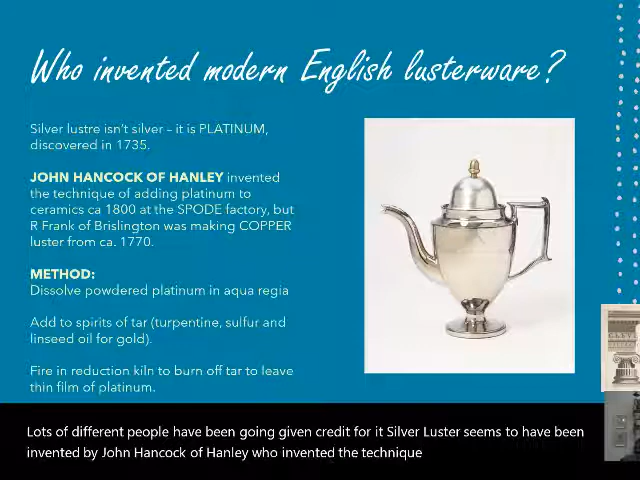 Who invented modern English lusterware?
Silver lustre isn't silver – it is PLATINUM,
discovered in 1735.
JOHN HANCOCK OF HANLEY invented
the technique of adding platinum to
ceramics ca 1800 at the SPODE factory, but
R Frank of Brislington was making COPPER
luster from ca. 1770.
METHOD:
Dissolve powdered platinum in aqua regia
Add to spirits of tar (turpentine, sulfur and
linseed oil for gold).
Fire in reduction kiln to burn off tar to leave
thin film of platinum.
Lots of different people have been going given credit for it Silver Luster seems to have been
invented by John Hancock of Hanley who invented the technique